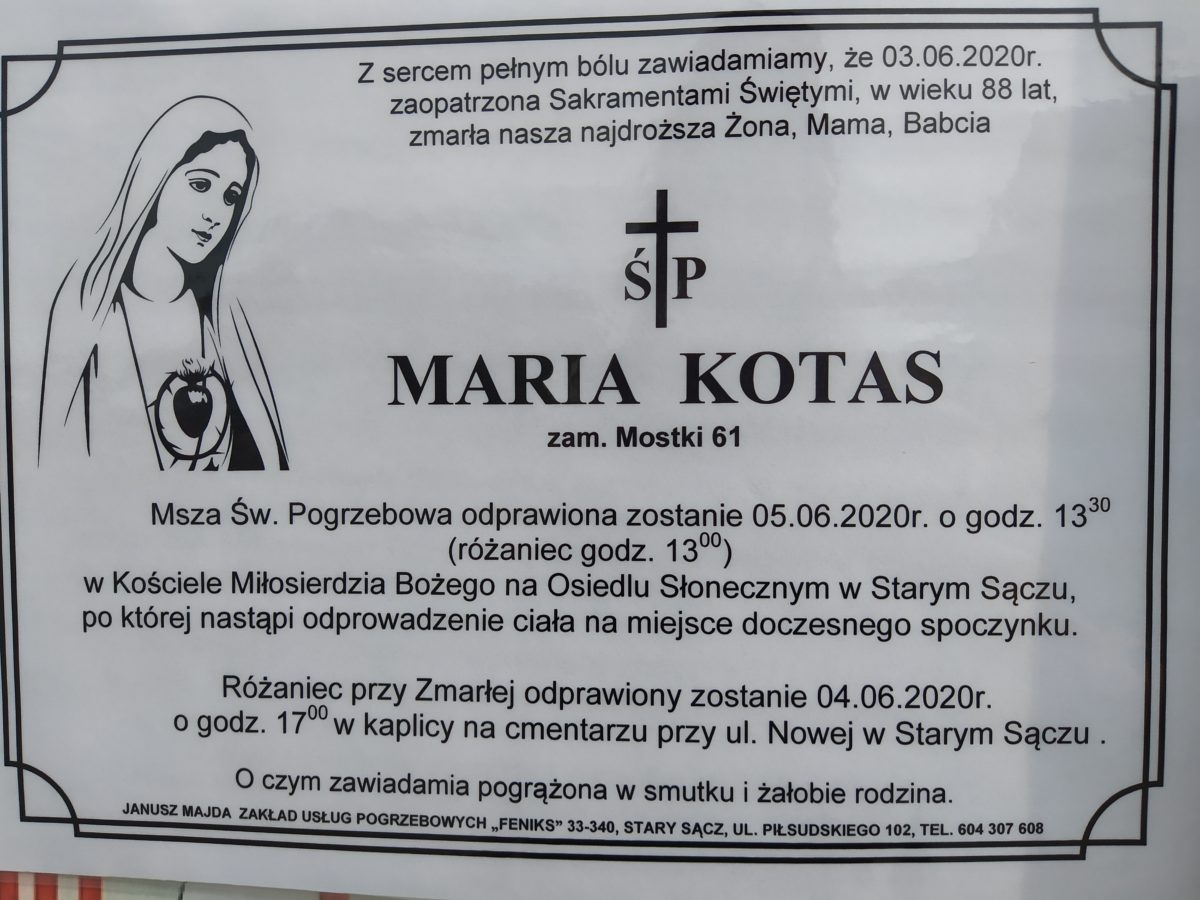 Z sercem pełnym bólu zawiadamiamy, że 03.06.2020r.
zaopatrzona Sakramentami Świętymi, w wieku 88 lat,
zmarła nasza najdroższa Żona, Mama, Babcia
Ś P
MARIA KOTAS
zam. Mostki 61
Msza Św. Pogrzebowa odprawiona zostanie 05.06.2020r. o godz. 13³⁰
(różaniec godz. 13⁰⁰)
w Kościele Miłosierdzia Bożego na Osiedlu Słonecznym w Starym Sączu,
po której nastąpi odprowadzenie ciała na miejsce doczesnego spoczynku.
Różaniec przy Zmarłej odprawiony zostanie 04.06.2020r.
o godz. 17⁰⁰ w kaplicy na cmentarzu przy ul. Nowej w Starym Sączu .
O czym zawiadamia pogrążona w smutku i żałobie rodzina.
JANUSZ MAJDA ZAKŁAD USŁUG POGRZEBOWYCH „FENIKS” 33-340, STARY SĄCZ, UL. PIŁSUDSKIEGO 102, TEL. 604 307 608